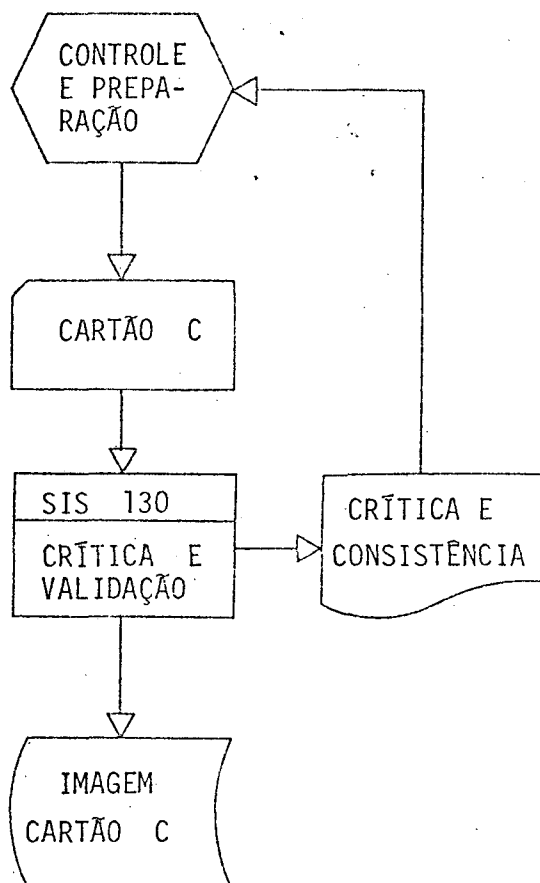 CONTROLE
E PREPA-
RAÇÃO
CARTÃO C
SIS 130
CRÍTICA E
VALIDAÇÃO
CRÍTICA E
CONSISTÊNCIA
IMAGEM
CARTÃO C